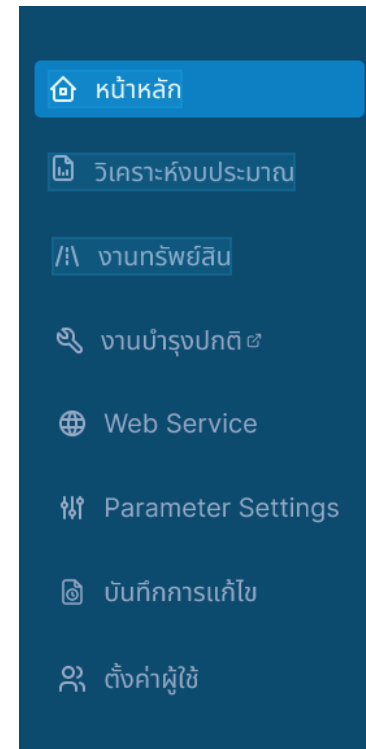 หน้าหลัก
วิเคราะห์งบประมาณ
งานทรัพย์สิน
งานบำรุงปกติ
Web Service
Parameter Settings
บันทึกการแก้ไข
ตั้งค่าผู้ใช้